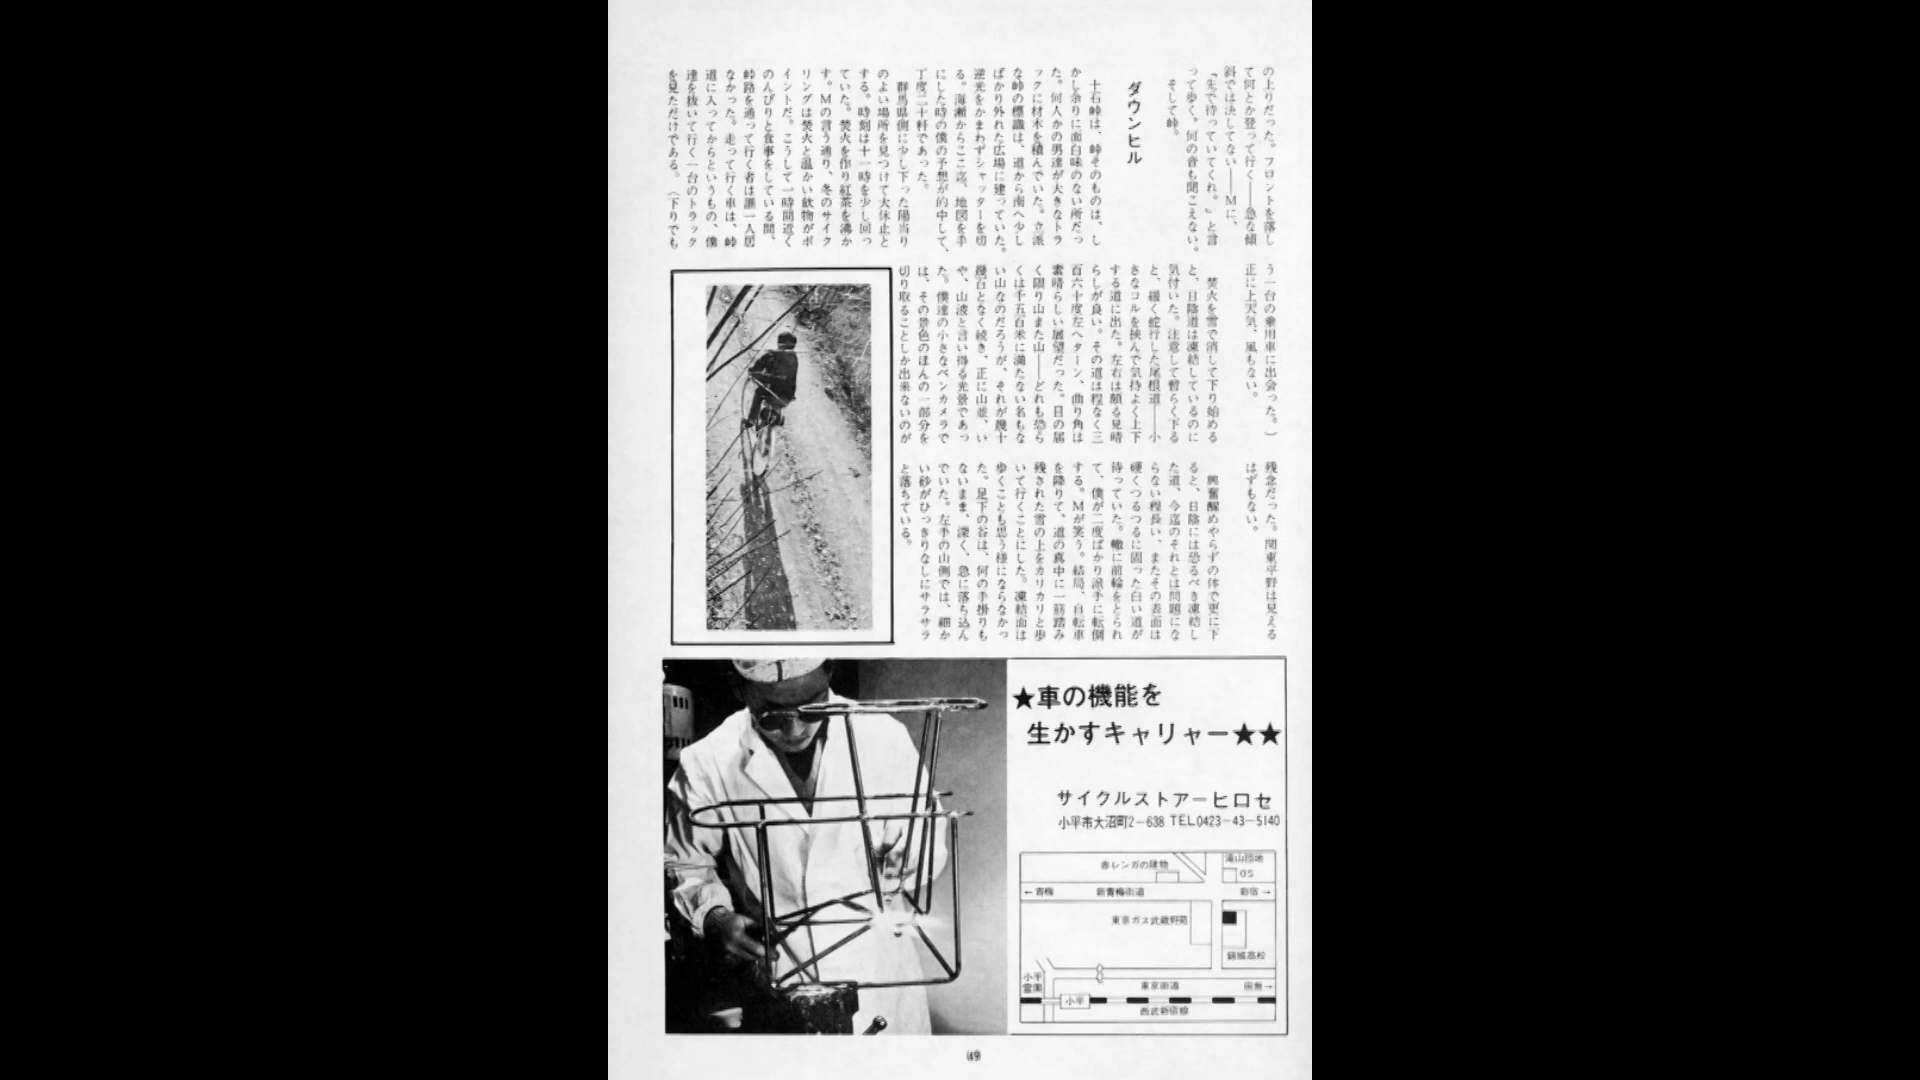 の上りだった。フロントを落し
て何とか登って行く――急な傾
斜では決してない――Mに、
「先で待っていてくれ。」と言
って歩く。何の音も聞こえない。
そして峠。
ダウンヒル
十石峠は、峠そのものは、し
かし余りに面白味のない所だっ
た。何人かの男達が大きなトラ
ックに材木を積んでいた。立派
な峠の標識は、道から南へ少し
ばかり外れた広場に建っていた。
逆光をかまわずシャッターを切
る。海瀬からここ迄、地図を手
にした時の僕の予想が的中して、
丁度二十粁であった。
群馬県側に少し下った陽当り
のよい場所を見つけて大休止と
する。時刻は十一時を少し回っ
ていた。焚火を作り紅茶を沸か
す。Mの言う通り、冬のサイク
リングは焚火と温かい飲物がポ
イントだ。こうして一時間近く
のんびりと食事をしている間、
峠路を通って行く者は誰一人居
なかった。走って行く車は、峠
道に入ってからというもの、僕
達を抜いて行く一台のトラック
を見ただけである。（下りでも
う一台の乗用車に出会った。）
正に上天気、風もない。
焚火を雪で消して下り始める
と、日陰道は凍結しているのに
気付いた。注意して暫らく下る
と、緩く蛇行した尾根道――小
さなコルを挟んで気持よく上下
する道に出た。左右は頗る見晴
らしが良い。その道は程なく三
百六十度左へターン、曲り角は
素晴らしい展望だった。目の届
く限り山また山――どれも恐ら
くは千五百米に満たない名もな
い山なのだろうが、それが幾十
幾百となく続き、正に山並、い
や、山波と言い得る光景であっ
た。僕達の小さなペンカメラで
は、その景色のほんの一部分を
切り取ることしか出来ないのが
残念だった。関東平野は見える
はずもない。
興奮醒めやらずの体で更に下
ると、日陰には恐るべき凍結し
た道、今迄のそれとは問題にな
らない程長い、またその表面は
硬くつるつるに固った白い道が
待っていた。轍に前輪をとられ
て、僕が二度ばかり派手に転倒
する。Mが笑う。結局、自転車
を降りて、道の真中に一筋踏み
残された雪の上をカリカリと歩
いて行くことにした。凍結面は
歩くことも思う様にならなかっ
た。足下の谷は、何の手掛りも
ないまま、深く、急に落ち込ん
でいた。左手の山側では、細か
い砂がひっきりなしにサラサラ
と落ちている。
★車の機能を
生かすキャリャー★★
サイクルストアーヒロセ
小平市大沼町2−638 TEL0423−43−5140
赤レンガの建物
滝山団地
OS
←青梅
新青梅街道
新宿→
東京ガス武蔵野苑
錦城高校
小平
霊園
東京街道
田無→
小平
西武新宿線
(49)